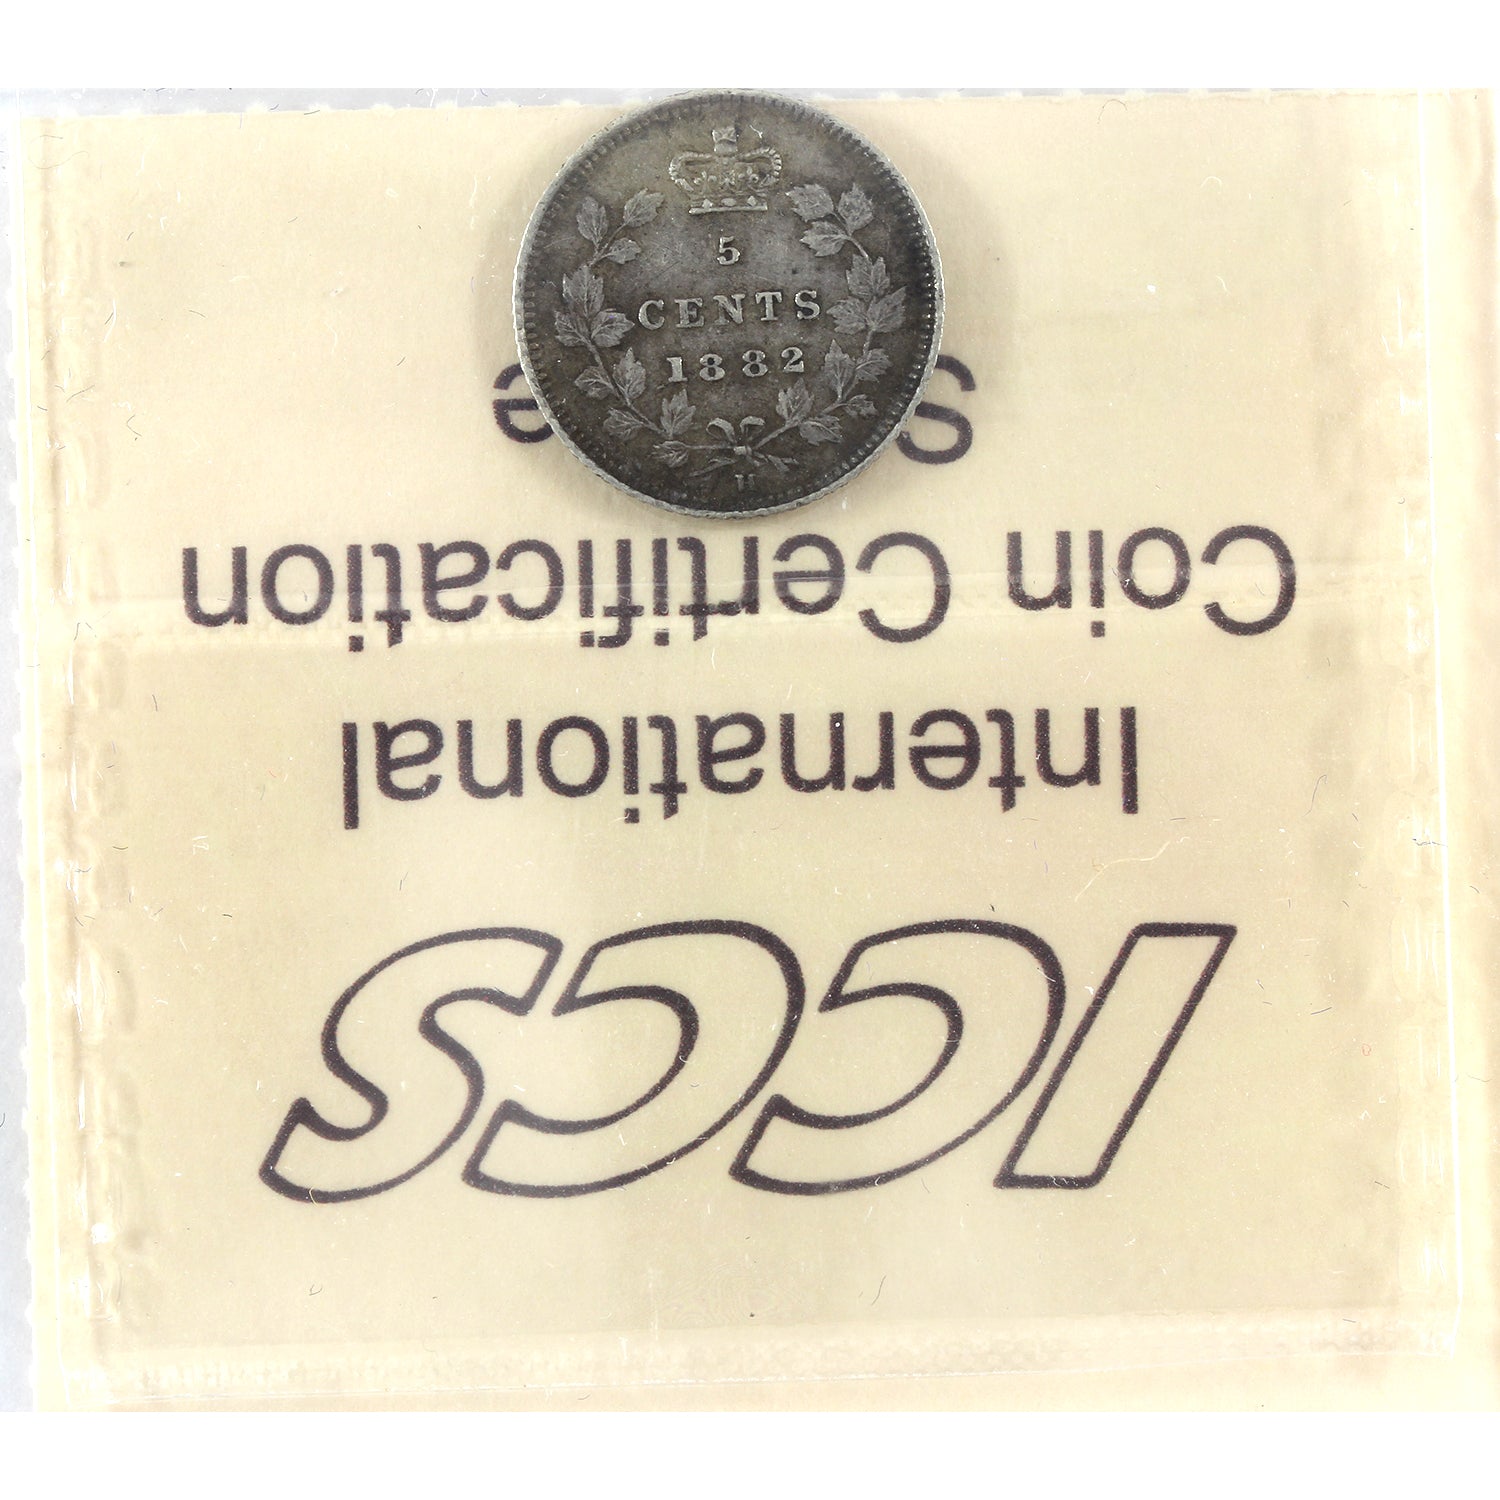 5
CENTS
1882
H
ICCS
International
Coin Certification
S e